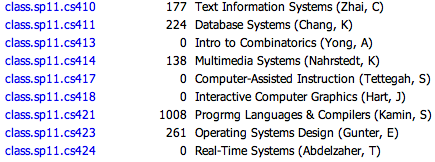 class.sp11.cs410 177 Text Information Systems (Zhai, C)
class.sp11.cs411 224 Database Systems (Chang, K)
class.sp11.cs413 0 Intro to Combinatorics (Yong, A)
class.sp11.cs414 138 Multimedia Systems (Nahrstedt, K)
class.sp11.cs417 0 Computer-Assisted Instruction (Tettegah, S)
class.sp11.cs418 0 Interactive Computer Graphics (Hart, J)
class.sp11.cs421 1008 Progrmg Languages & Compilers (Kamin, S)
class.sp11.cs423 261 Operating Systems Design (Gunter, E)
class.sp11.cs424 0 Real-Time Systems (Abdelzaher, T)